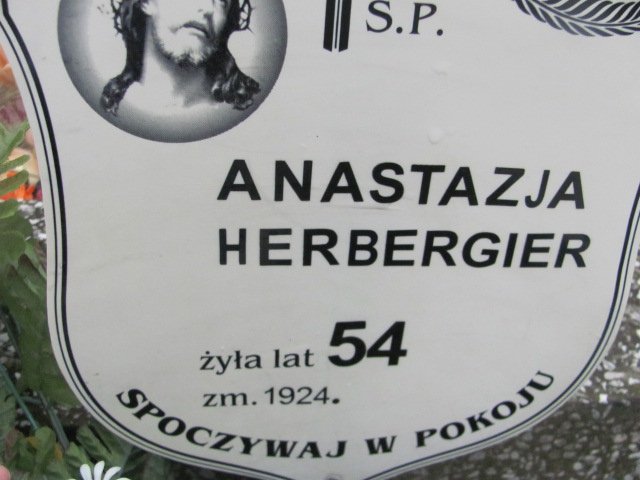 S.P.
ANASTAZJA
HERBERGIER
żyła lat 54
zm. 1924.
SPOCZYWAJ W POKOJU